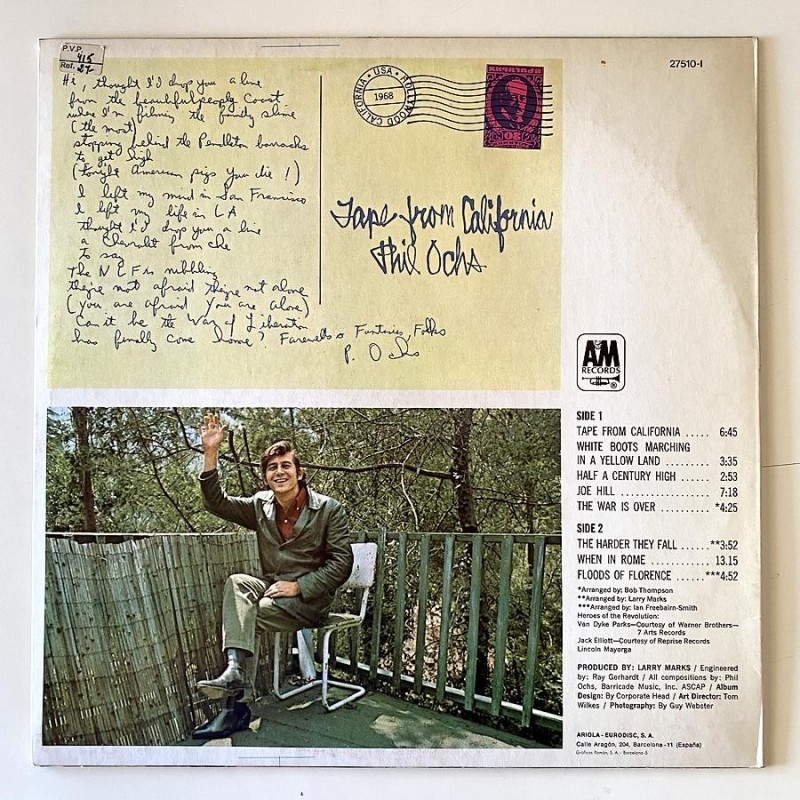 P.V.P. 415
Ref. 27
27510-I
CALIFORNIA • USA • HOLLYWOOD
1968
Hi, thought I'd drop you a line
from the beautifulpeoply Coast
where I'm filming the family slime
(the most)
stopping behind the Pendleton barracks
to get high
(tonight American pigs you die!)
I left my mind in San Francisco
I left my life in LA
thought I'd drop you a line
a Chevrolet from che
To say
The NLF is nibbling
they're not afraid they're not alone
(you are afraid you are alone)
Can it be the War of Liberation
has finally come home? Farewells & Fantasies, Folks
P. Ochs
Tape from California
Phil Ochs
A&M
RECORDS
®
SIDE 1
TAPE FROM CALIFORNIA ..... 6:45
WHITE BOOTS MARCHING
IN A YELLOW LAND ......... 3:35
HALF A CENTURY HIGH ...... 2:53
JOE HILL .................. 7:18
THE WAR IS OVER ......... *4:25
SIDE 2
THE HARDER THEY FALL ......**3:52
WHEN IN ROME ............ 13.15
FLOODS OF FLORENCE ......***4:52
*Arranged by: Bob Thompson
**Arranged by: Larry Marks
***Arranged by: Ian Freebairn-Smith
Heroes of the Revolution:
Van Dyke Parks—Courtesy of Warner Brothers—
7 Arts Records
Jack Elliott—Courtesy of Reprise Records
Lincoln Mayorga
PRODUCED BY: LARRY MARKS / Engineered
by: Ray Gerhardt / All compositions by: Phil
Ochs, Barricade Music, Inc. ASCAP / Album
Design: By Corporate Head / Art Director: Tom
Wilkes / Photography: By Guy Webster
ARIOLA - EURODISC, S. A.
Calle Aragón, 204, Barcelona - 11 (España)
Gráficas Román, S. A. - Barcelona-5